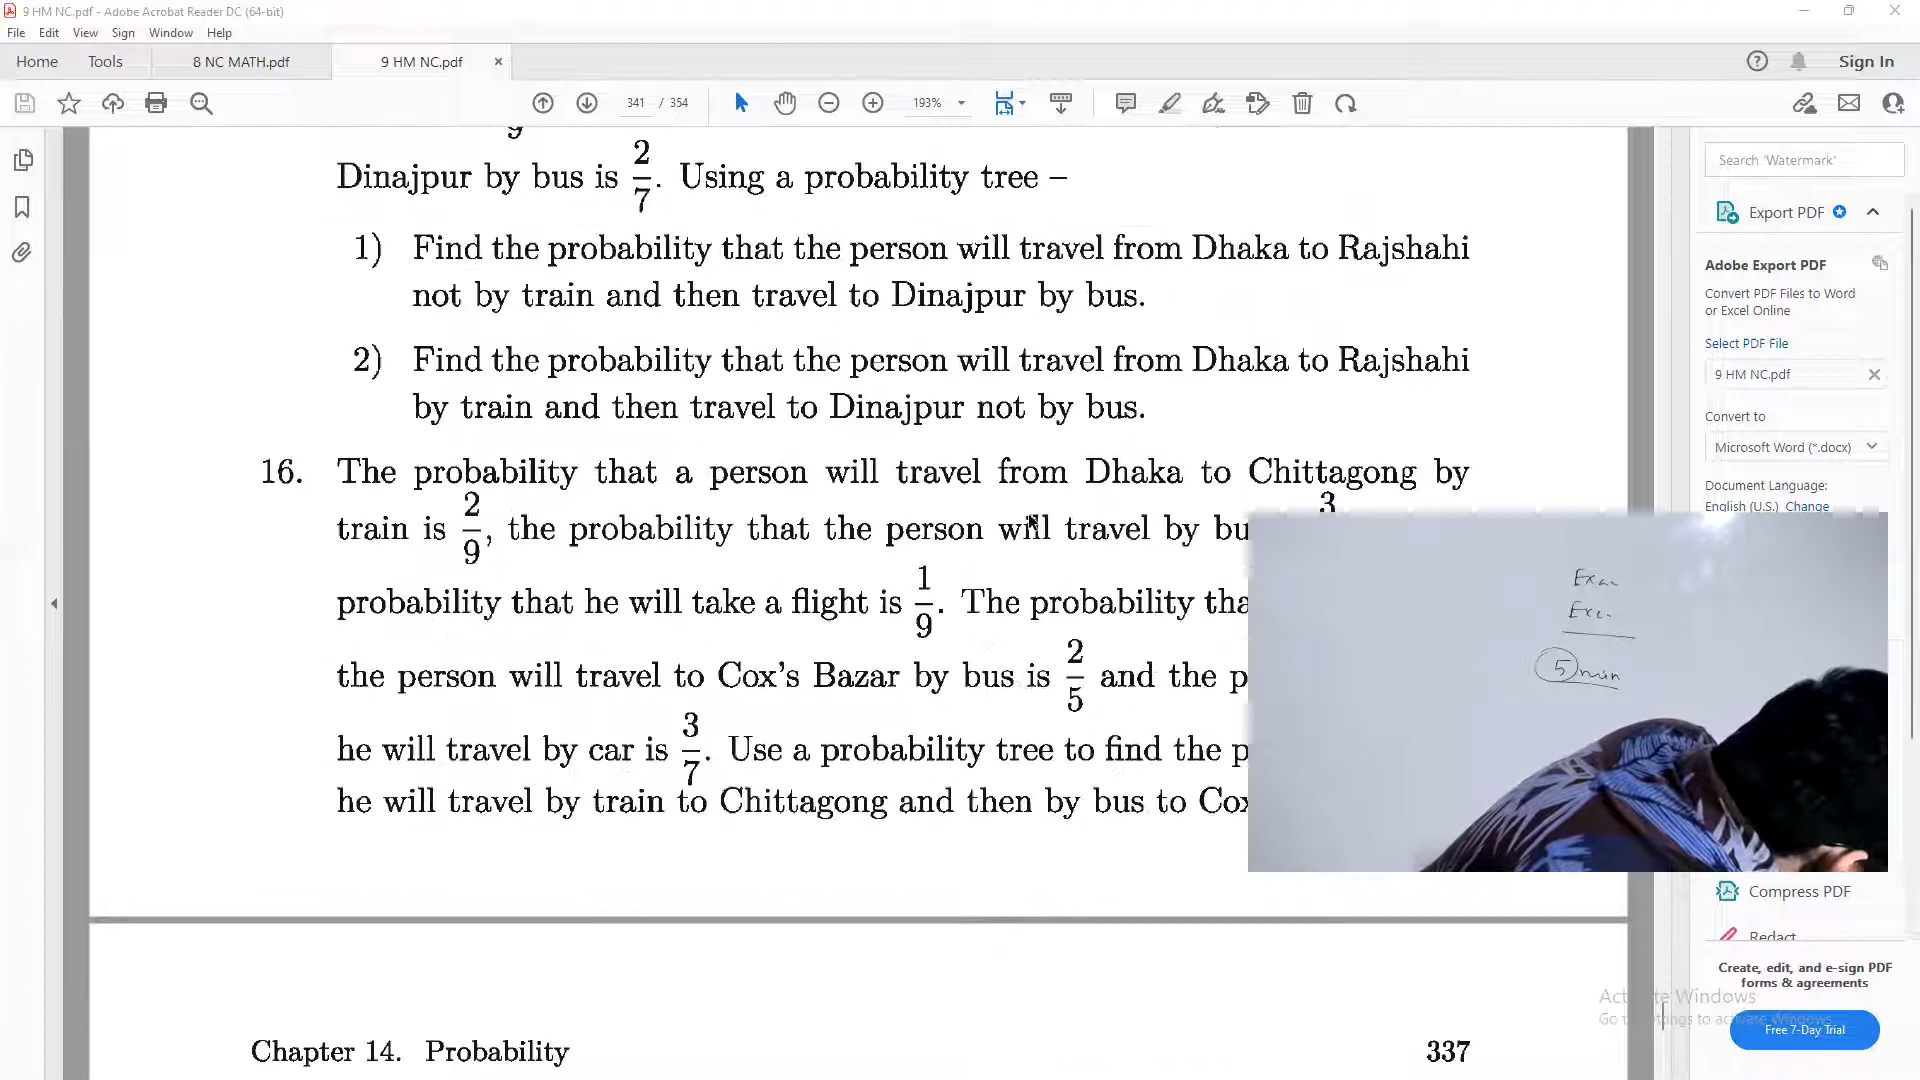 9 HM NC.pdf - Adobe Acrobat Reader DC (64-bit)
File Edit View Sign Window Help
Home Tools 8 NC MATH.pdf 9 HM NC.pdf × Sign In
341 / 354 193%
Dinajpur by bus is 2/7. Using a probability tree –
1) Find the probability that the person will travel from Dhaka to Rajshahi
not by train and then travel to Dinajpur by bus.
2) Find the probability that the person will travel from Dhaka to Rajshahi
by train and then travel to Dinajpur not by bus.
16. The probability that a person will travel from Dhaka to Chittagong by
train is 2/9, the probability that the person will travel by bu 3
probability that he will take a flight is 1/9. The probability tha
the person will travel to Cox's Bazar by bus is 2/5 and the p
he will travel by car is 3/7. Use a probability tree to find the p
he will travel by train to Chittagong and then by bus to Cox
Chapter 14. Probability 337
Search 'Watermark'
Export PDF
Adobe Export PDF
Convert PDF Files to Word
or Excel Online
Select PDF File
9 HM NC.pdf
Convert to
Microsoft Word (*.docx)
Document Language:
English (U.S.) Change
5 min
Compress PDF
Redact
Create, edit, and e-sign PDF
forms & agreements
Activate Windows
Go to Settings to activate Windows.
Free 7-Day Trial